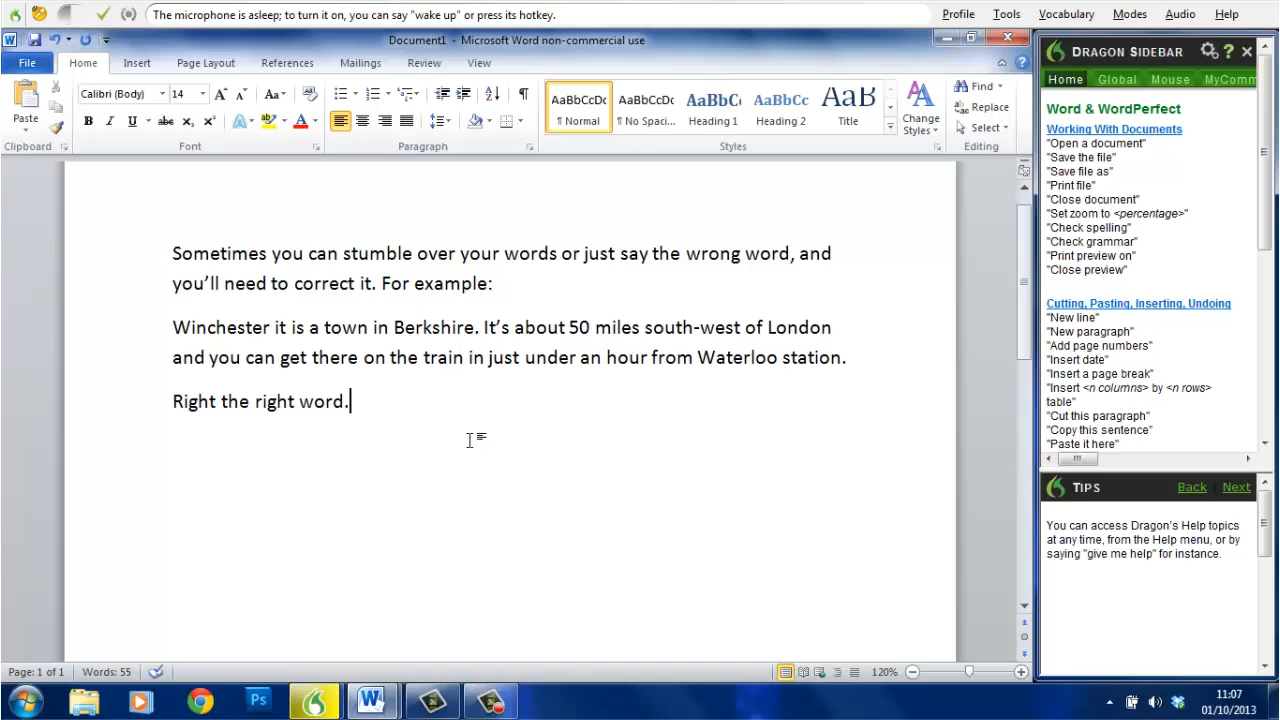 The microphone is asleep; to turn it on, you can say "wake up" or press its hotkey.
Profile Tools Vocabulary Modes Audio Help
Document1 - Microsoft Word non-commercial use
File Home Insert Page Layout References Mailings Review View
Paste
Clipboard
Calibri (Body) 14
Font
Paragraph
AaBbCcDc AaBbCcDc AaBbCc AaBbCc AaB
¶ Normal ¶ No Spaci... Heading 1 Heading 2 Title
Change Styles
Styles
Find
Replace
Select
Editing
Sometimes you can stumble over your words or just say the wrong word, and
you'll need to correct it. For example:
Winchester it is a town in Berkshire. It's about 50 miles south-west of London
and you can get there on the train in just under an hour from Waterloo station.
Right the right word.
DRAGON SIDEBAR
Home Global Mouse MyComm
Word & WordPerfect
Working With Documents
"Open a document"
"Save the file"
"Save file as"
"Print file"
"Close document"
"Set zoom to <percentage>"
"Check spelling"
"Check grammar"
"Print preview on"
"Close preview"
Cutting, Pasting, Inserting, Undoing
"New line"
"New paragraph"
"Add page numbers"
"Insert date"
"Insert a page break"
"Insert <n columns> by <n rows>
table"
"Cut this paragraph"
"Copy this sentence"
"Paste it here"
TIPS Back Next
You can access Dragon's Help topics
at any time, from the Help menu, or by
saying "give me help" for instance.
Page: 1 of 1 Words: 55 120%
Ps
11:07
01/10/2013